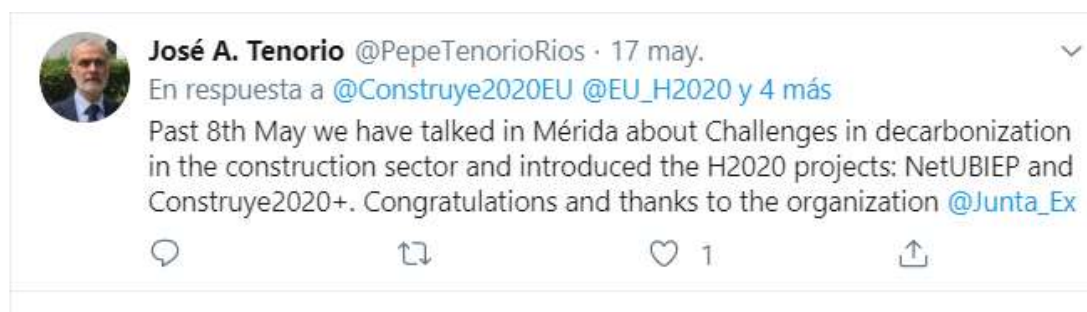 José A. Tenorio @PepeTenorioRios · 17 may.
En respuesta a @Construye2020EU @EU_H2020 y 4 más
Past 8th May we have talked in Mérida about Challenges in decarbonization
in the construction sector and introduced the H2020 projects: NetUBIEP and
Construye2020+. Congratulations and thanks to the organization @Junta_Ex
1